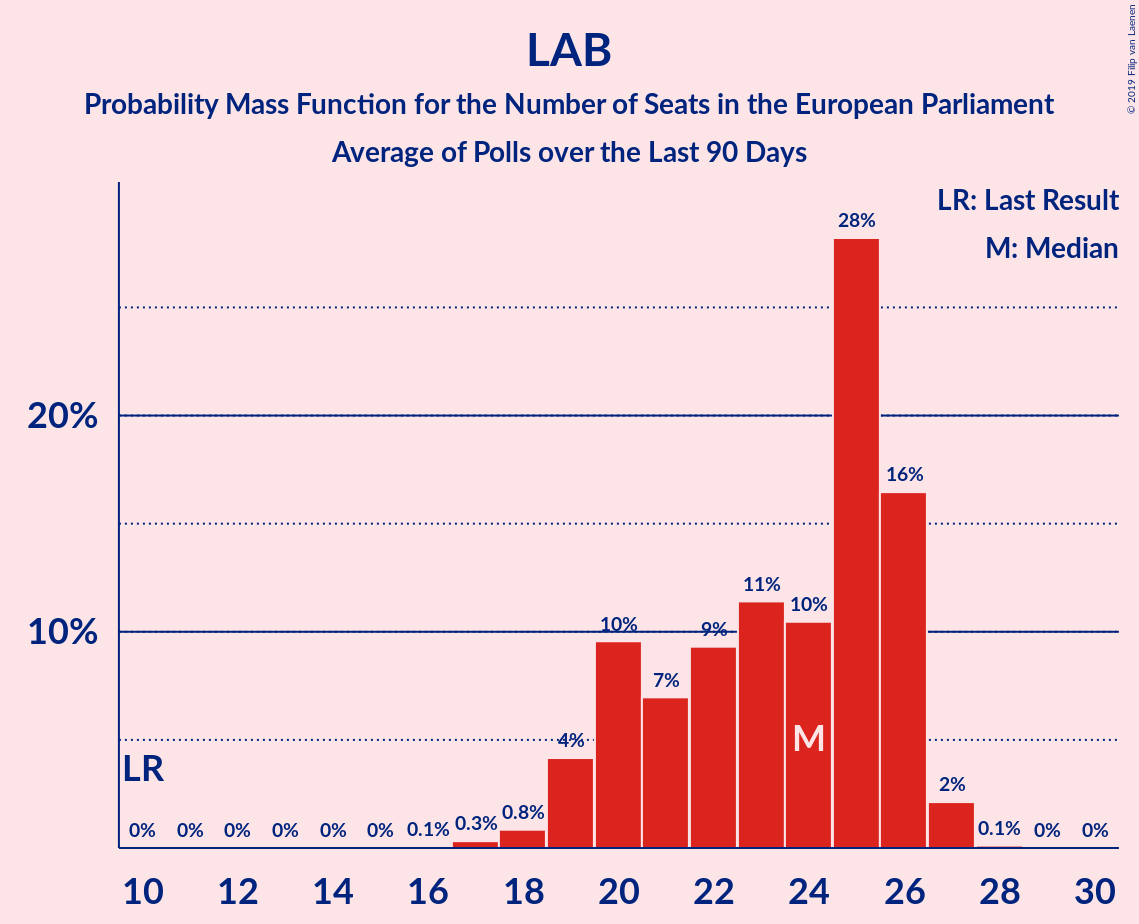 LAB
Probability Mass Function for the Number of Seats in the European Parliament
Average of Polls over the Last 90 Days
© 2019 Filip van Laenen
LR: Last Result
M: Median
28%
20%
16%
11%
10%
10%
9%
10%
7%
4%
M
LR
2%
0%
0%
0%
0%
0%
0%
0.1%
0.3%
0.8%
0.1%
0%
0%
10 12 14 16 18 20 22 24 26 28 30